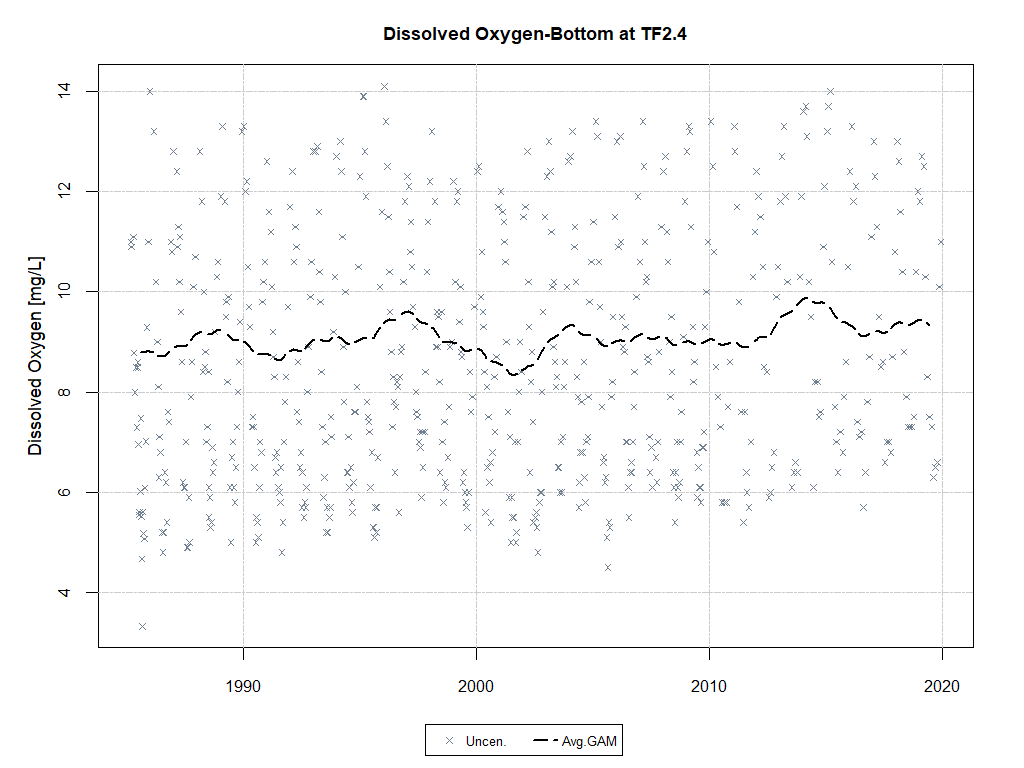 Dissolved Oxygen-Bottom at TF2.4
Dissolved Oxygen [mg/L]
14
12
10
8
6
4
1990 2000 2010 2020
Uncen. Avg.GAM